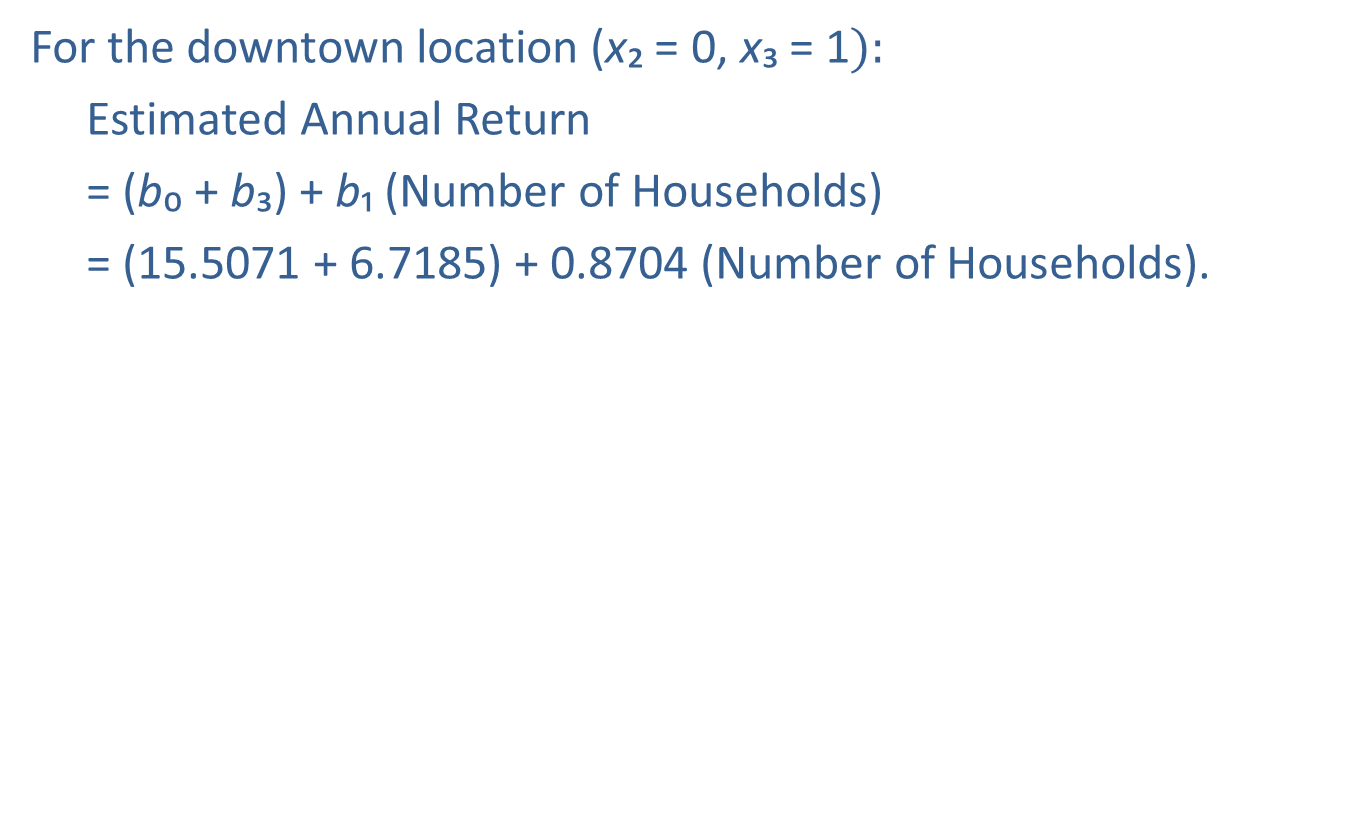 For the downtown location (x₂ = 0, x₃ = 1):
Estimated Annual Return
= (b₀ + b₃) + b₁ (Number of Households)
= (15.5071 + 6.7185) + 0.8704 (Number of Households).